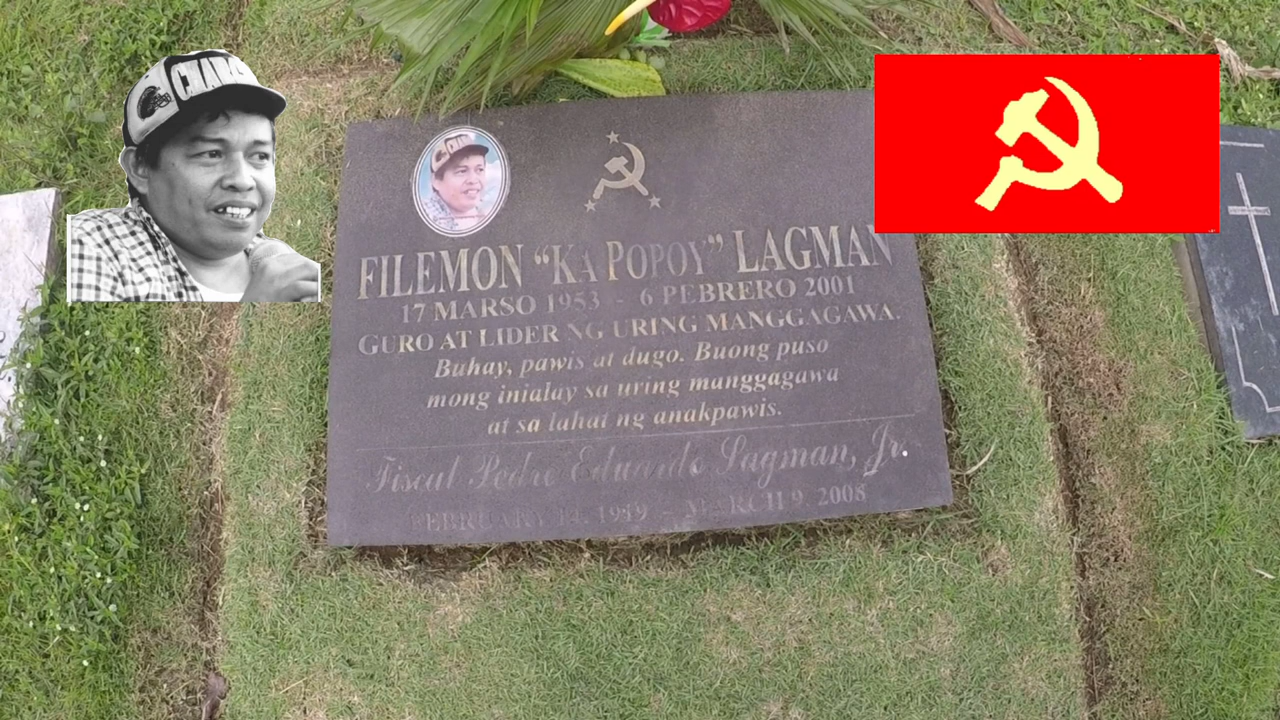 CHAM
FILEMON "KA POPOY" LAGMAN
17 MARSO 1953 - 6 PEBRERO 2001
GURO AT LIDER NG URING MANGGAGAWA.
Buhay, pawis at dugo. Buong puso
mong inialay sa uring manggagawa
at sa lahat ng anakpawis.
Fiscal Pedro Eduardo Lagman, Jr.
FEBRUARY 1949 - MARCH 9, 2008